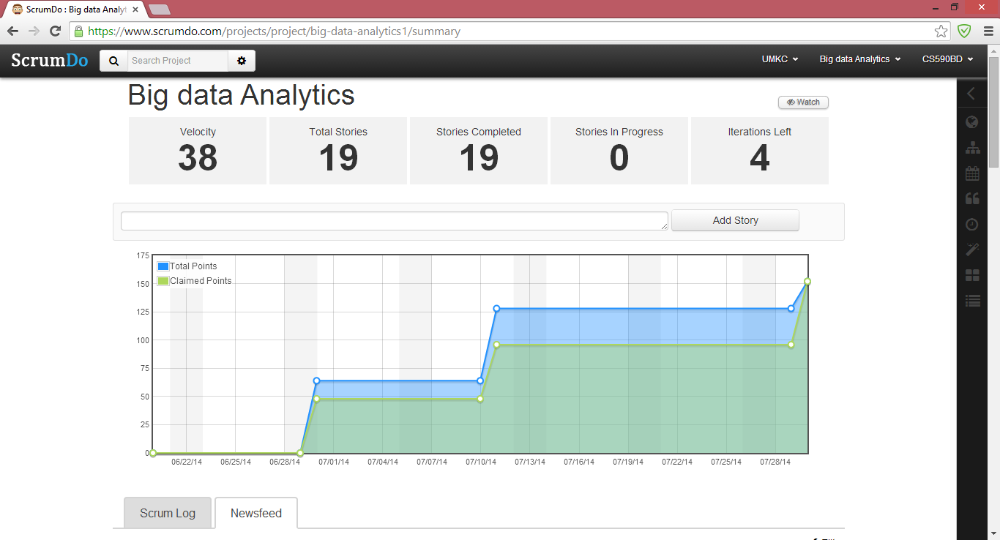 ScrumDo : Big data Analyt
https://www.scrumdo.com/projects/project/big-data-analytics1/summary
ScrumDo Search Project UMKC Big data Analytics CS590BD
Big data Analytics
Watch
Velocity Total Stories Stories Completed Stories In Progress Iterations Left
38 19 19 0 4
Add Story
175
Total Points
150
Claimed Points
125
100
75
50
25
0
06/22/14 06/25/14 06/28/14 07/01/14 07/04/14 07/07/14 07/10/14 07/13/14 07/16/14 07/19/14 07/22/14 07/25/14 07/28/14
Scrum Log Newsfeed